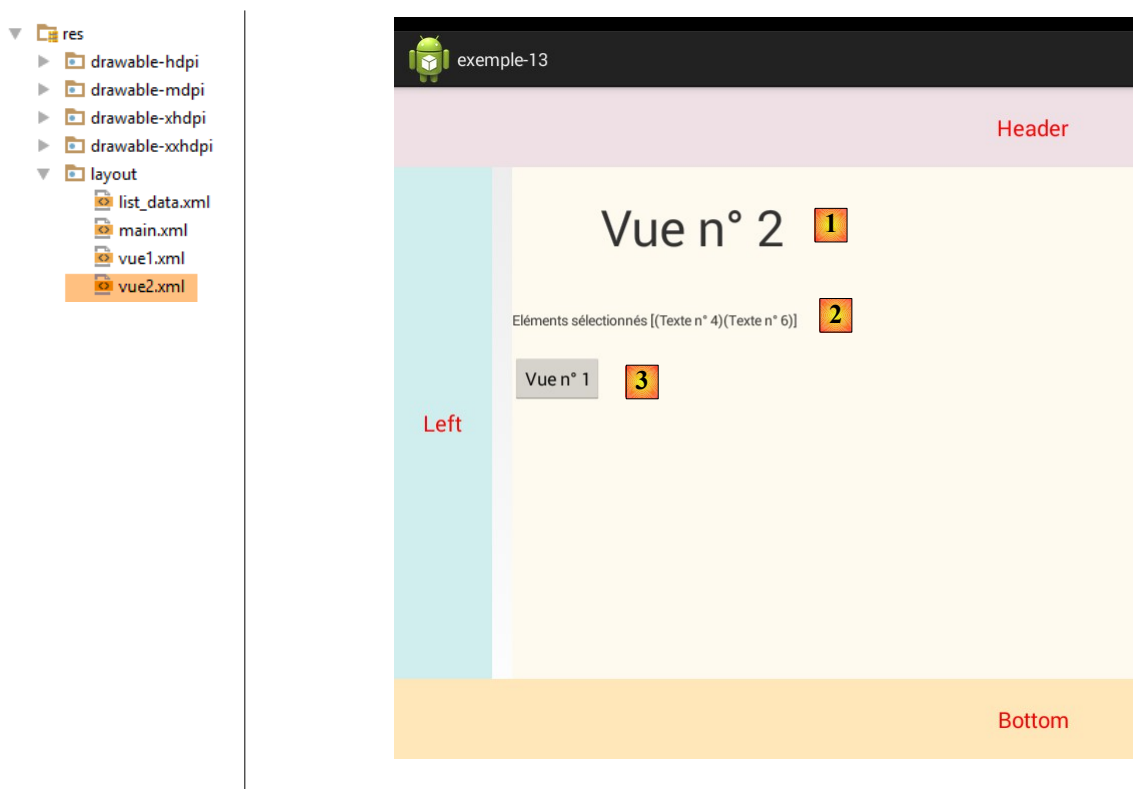 res
drawable-hdpi
drawable-mdpi
drawable-xhdpi
drawable-xxhdpi
layout
list_data.xml
main.xml
vue1.xml
vue2.xml
exemple-13
Header
Left
Vue n° 2
1
Eléments sélectionnés [(Texte n° 4)(Texte n° 6)]
2
Vue n° 1
3
Bottom